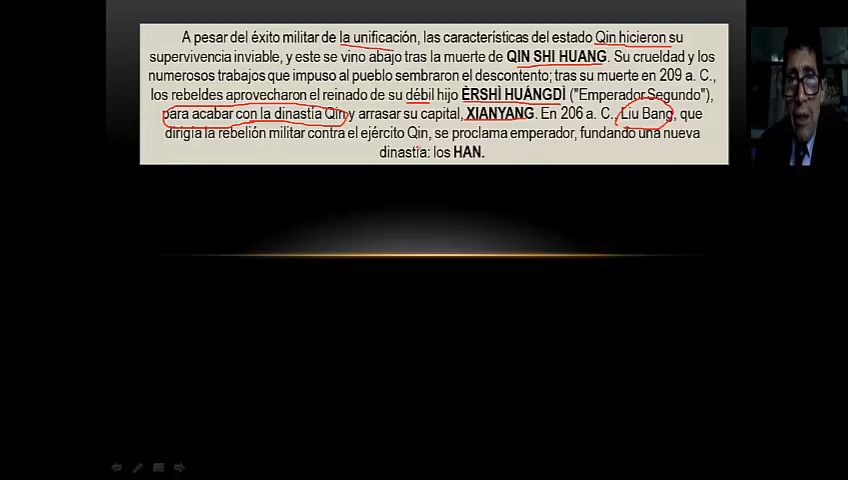 A pesar del éxito militar de la unificación, las características del estado Qin hicieron su
supervivencia inviable, y este se vino abajo tras la muerte de QIN SHI HUANG. Su crueldad y los
numerosos trabajos que impuso al pueblo sembraron el descontento; tras su muerte en 209 a. C.,
los rebeldes aprovecharon el reinado de su débil hijo ÈRSHÌ HUÁNGDÌ ("Emperador Segundo"),
para acabar con la dinastía Qin y arrasar su capital, XIANYANG. En 206 a. C., Liu Bang, que
dirigía la rebelión militar contra el ejército Qin, se proclama emperador, fundando una nueva
dinastía: los HAN.